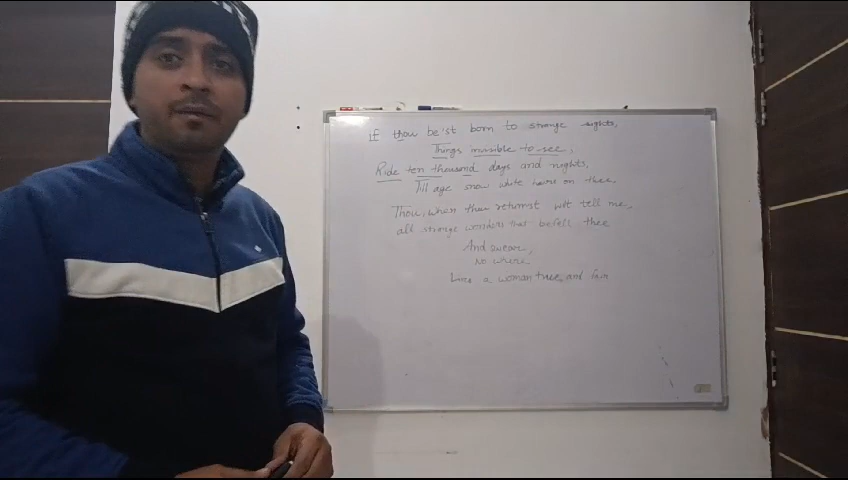 If thou be'st born to strange sights,
Things invisible to see,
Ride ten thousand days and nights,
Till age snow white hairs on thee
Thou, when thou returnst wilt tell me,
all strange wonders that befell thee
And swear,
No where
Lives a woman true, and fair